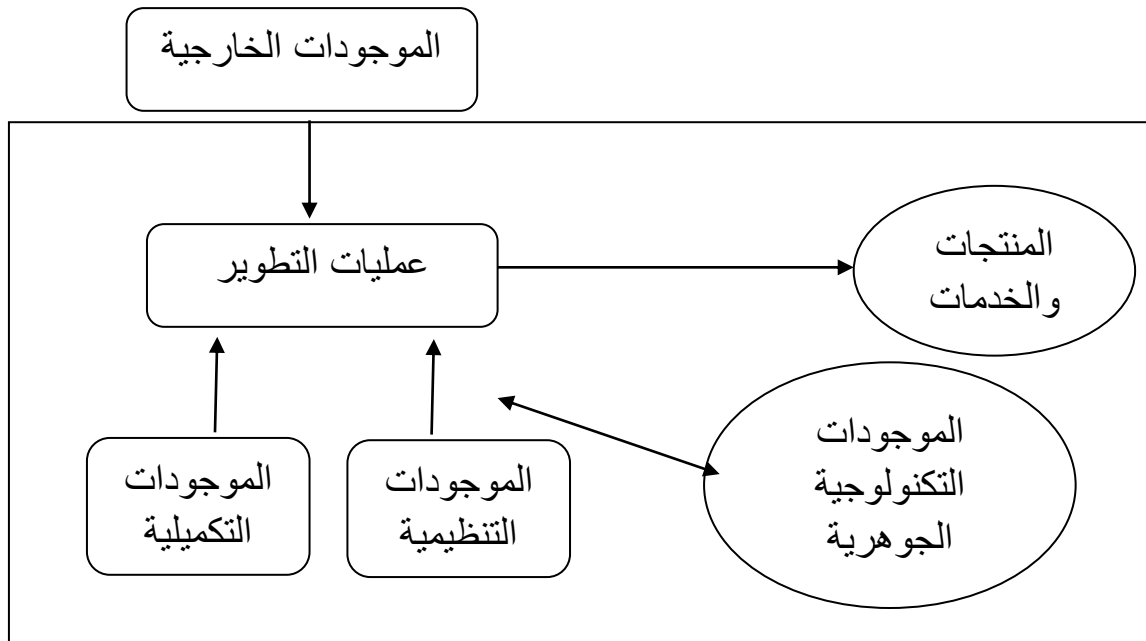 الموجودات الخارجية
عمليات التطوير
المنتجات
والخدمات
الموجودات
التكنولوجية
الجوهرية
الموجودات
التنظيمية
الموجودات
التكميلية